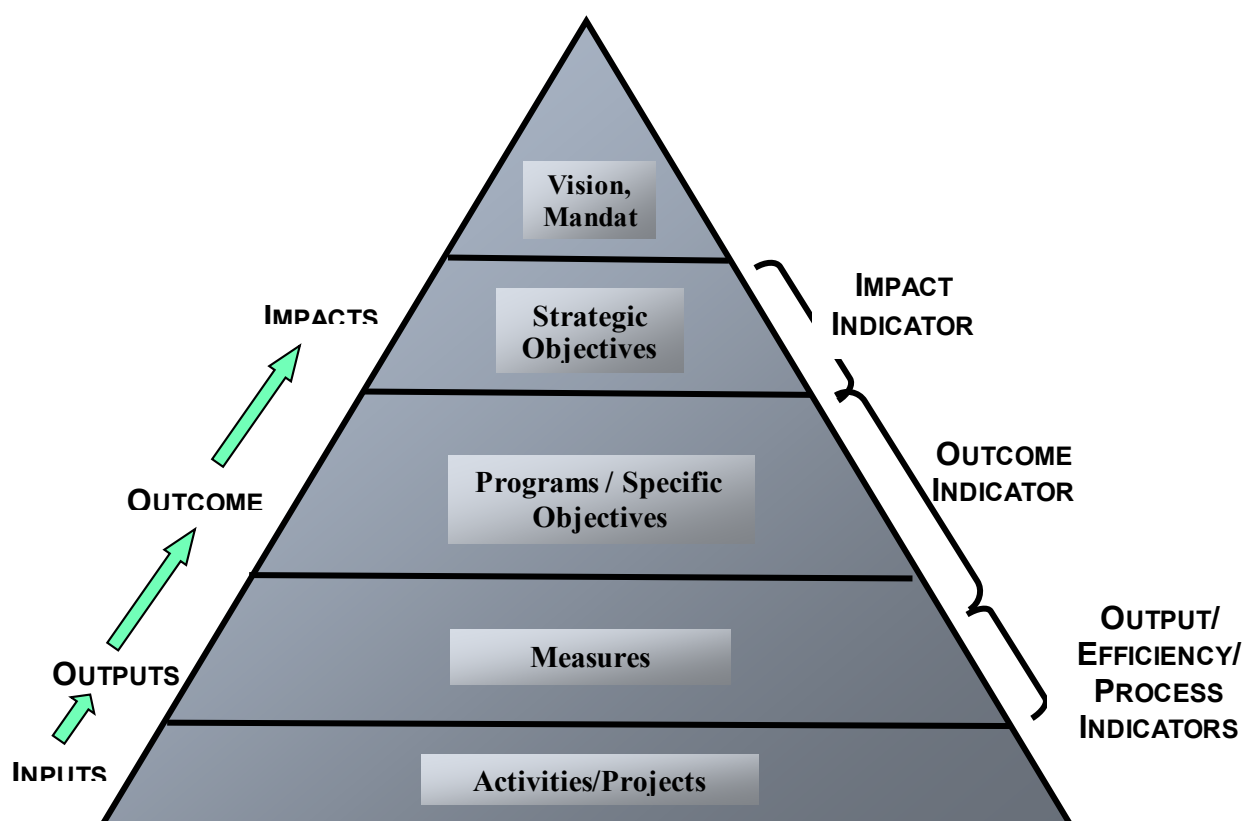 Vision,
Mandat
IMPACT
INDICATOR
IMPACTS
Strategic
Objectives
OUTCOME
INDICATOR
OUTCOME
Programs / Specific
Objectives
OUTPUT/
EFFICIENCY/
PROCESS
INDICATORS
OUTPUTS
Measures
INPUTS
Activities/Projects